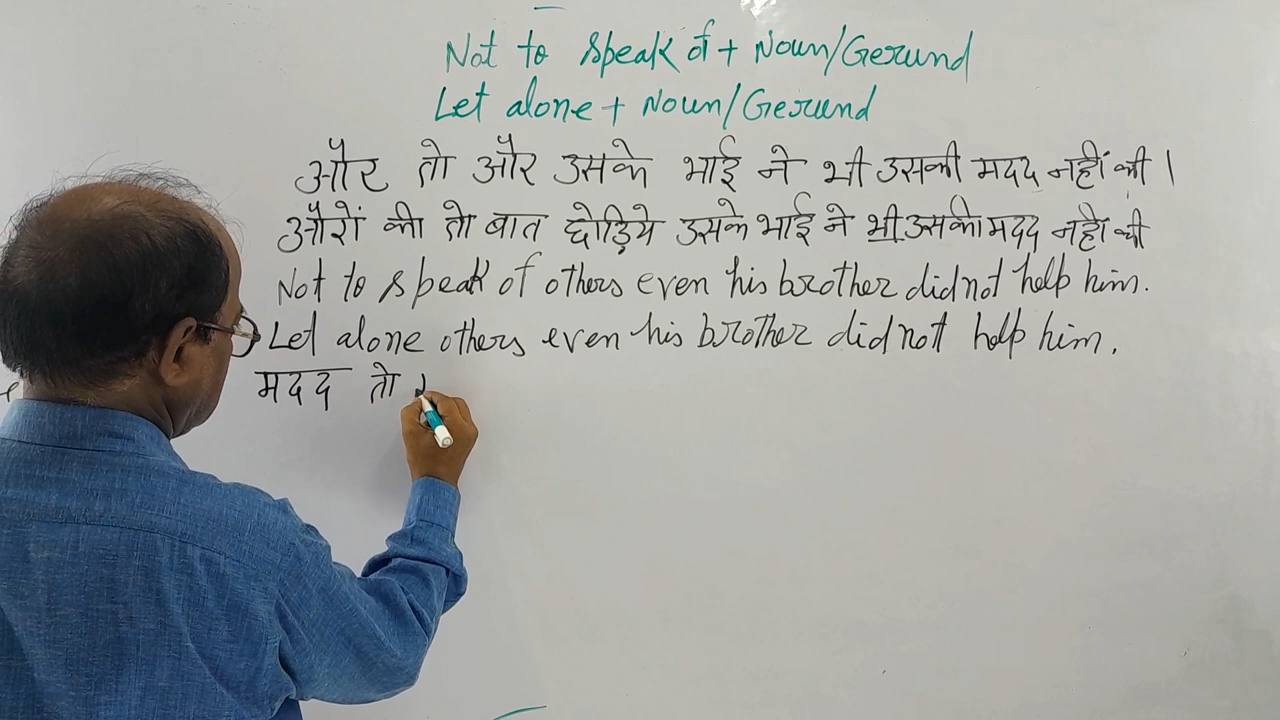 Not to speak of + Noun/Gerund
Let alone + Noun/Gerund
और तो और उसके भाई ने भी उसकी मदद नहीं की ।
औरों की तो बात छोड़िये उसके भाई ने भी उसकी मदद नहीं की
Not to speak of others even his brother did not help him.
Let alone others even his brother did not help him.
मदद तो